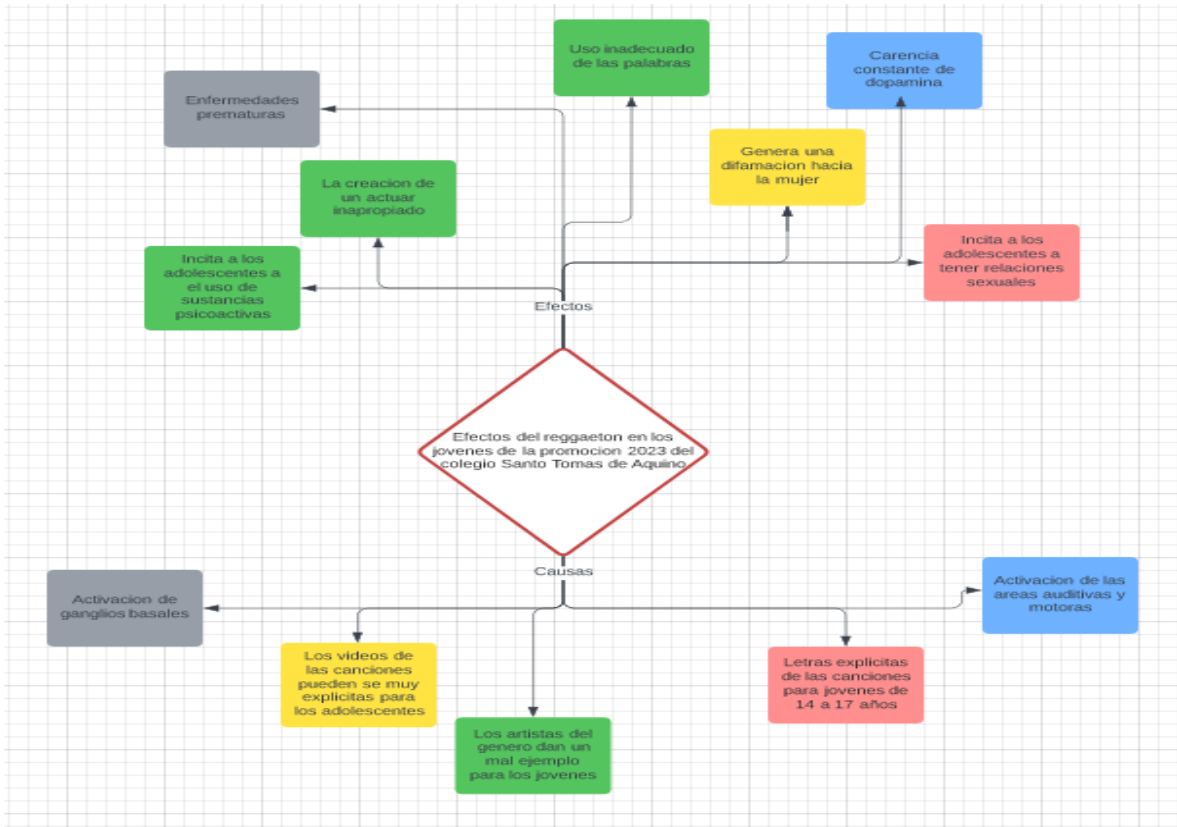 Uso inadecuado
de las palabras
Carencia
constante de
dopamina
Enfermedades
prematuras
Genera una
difamacion hacia
la mujer
La creacion de
un actuar
inapropiado
Incita a los
adolescentes a
tener relaciones
sexuales
Incita a los
adolescentes a
el uso de
sustancias
psicoactivas
Efectos
Efectos del reggaeton en los
jovenes de la promocion 2023 del
colegio Santo Tomas de Aquino
Causas
Activacion de
ganglios basales
Activacion de las
areas auditivas y
motoras
Los videos de
las canciones
pueden se muy
explicitas para
los adolescentes
Letras explicitas
de las canciones
para jovenes de
14 a 17 años
Los artistas del
genero dan un
mal ejemplo
para los jovenes